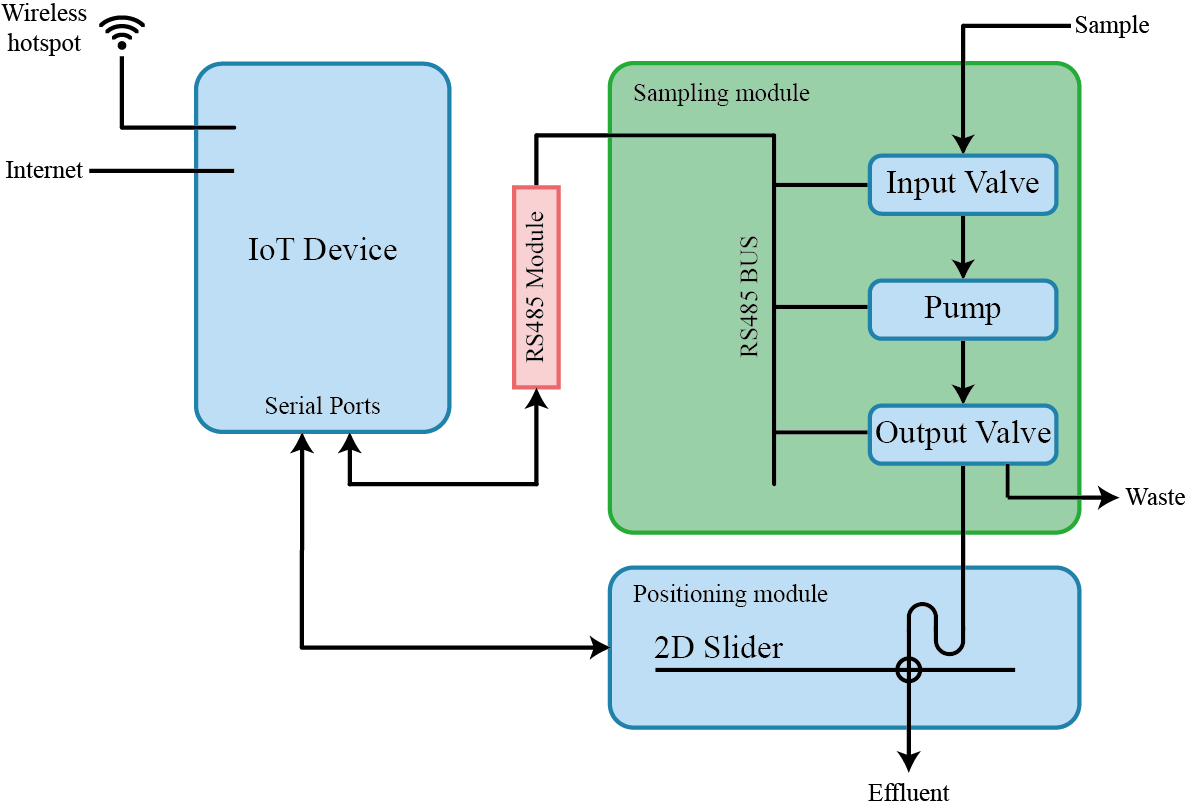 Wireless
hotspot
Sample
Sampling module
Internet
Input Valve
IoT Device
RS485 Module
RS485 BUS
Pump
Serial Ports
Output Valve
Waste
Positioning module
2D Slider
Effluent